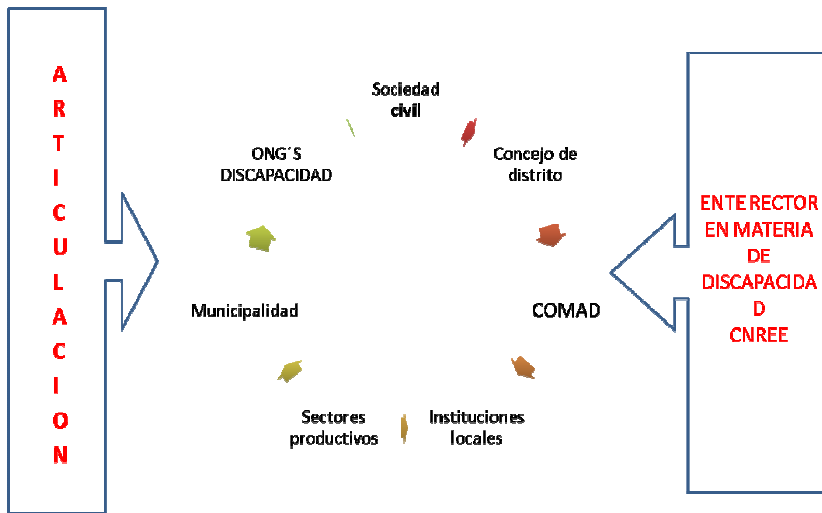 A
R
T
I
C
U
L
A
C
I
O
N
Sociedad
civil
ONG´S
DISCAPACIDAD
Concejo de
distrito
Municipalidad
COMAD
Sectores
productivos
Instituciones
locales
ENTE RECTOR
EN MATERIA
DE
DISCAPACIDA
D
CNREE